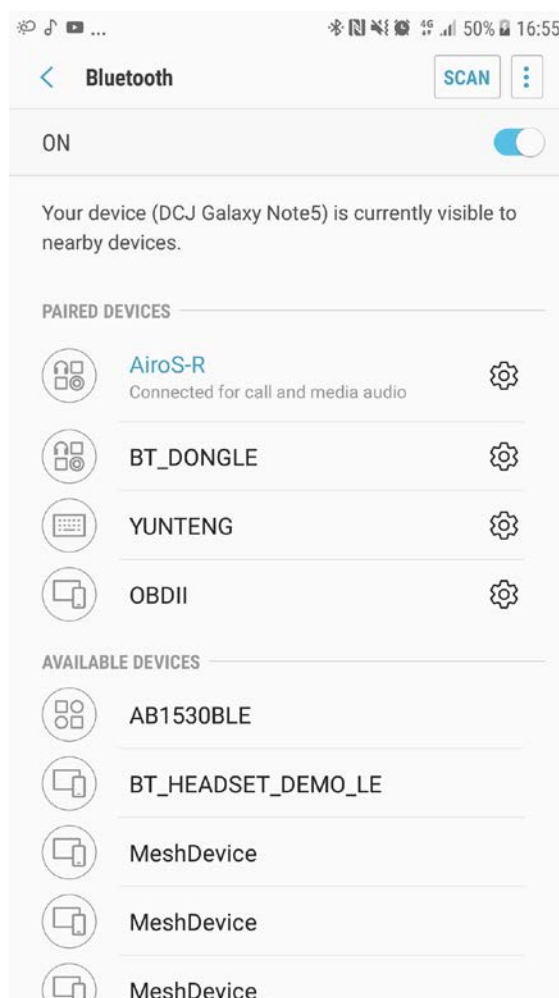 ... 4G 50% 16:55
Bluetooth SCAN
ON
Your device (DCJ Galaxy Note5) is currently visible to
nearby devices.
PAIRED DEVICES
AiroS-R
Connected for call and media audio
BT_DONGLE
YUNTENG
OBDII
AVAILABLE DEVICES
AB1530BLE
BT_HEADSET_DEMO_LE
MeshDevice
MeshDevice
MeshDevice